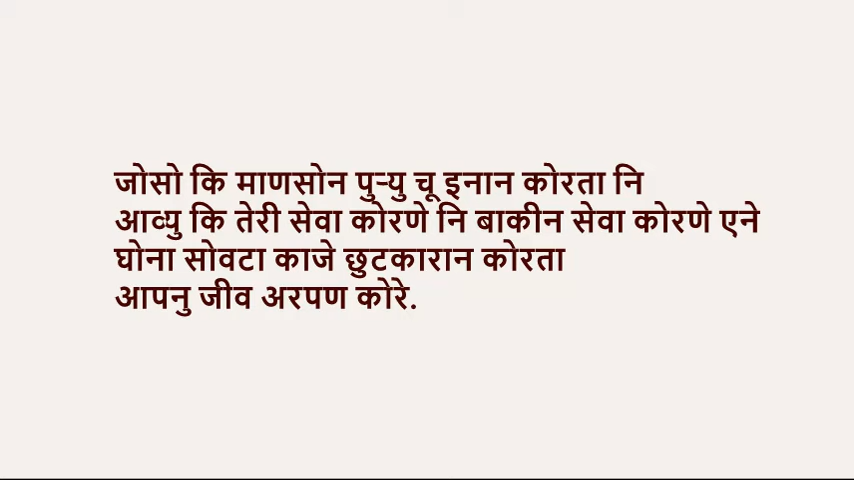 जोसो कि माणसोन पुऱ्यु चू इनान कोरता नि
आव्यु कि तेरी सेवा कोरणे नि बाकीन सेवा कोरणे एने
घोना सोवटा काजे छुटकारान कोरता
आपनु जीव अरपण कोरे.